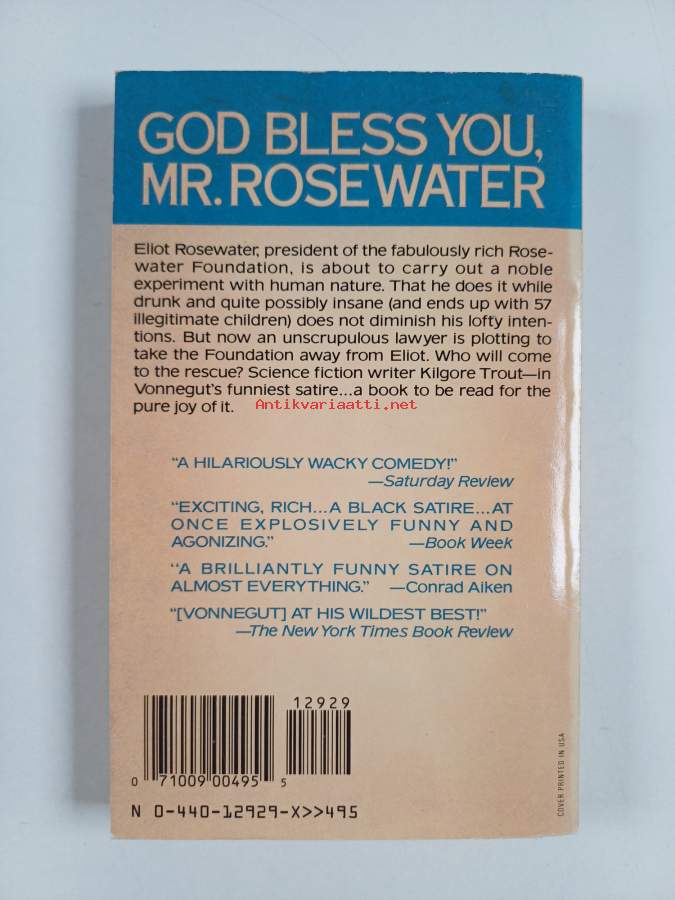 GOD BLESS YOU,
MR. ROSEWATER
Eliot Rosewater, president of the fabulously rich Rose-
water Foundation, is about to carry out a noble
experiment with human nature. That he does it while
drunk and quite possibly insane (and ends up with 57
illegitimate children) does not diminish his lofty inten-
tions. But now an unscrupulous lawyer is plotting to
take the Foundation away from Eliot. Who will come
to the rescue? Science fiction writer Kilgore Trout—in
Vonnegut's funniest satire...a book to be read for the
pure joy of it.
Antikvariaatti.net
"A HILARIOUSLY WACKY COMEDY!"
—Saturday Review
"EXCITING, RICH...A BLACK SATIRE...AT
ONCE EXPLOSIVELY FUNNY AND
AGONIZING." —Book Week
"A BRILLIANTLY FUNNY SATIRE ON
ALMOST EVERYTHING." —Conrad Aiken
"[VONNEGUT] AT HIS WILDEST BEST!"
—The New York Times Book Review
12929
0 71009 00495 5
N 0-440-12929-X>>495
COVER PRINTED IN USA